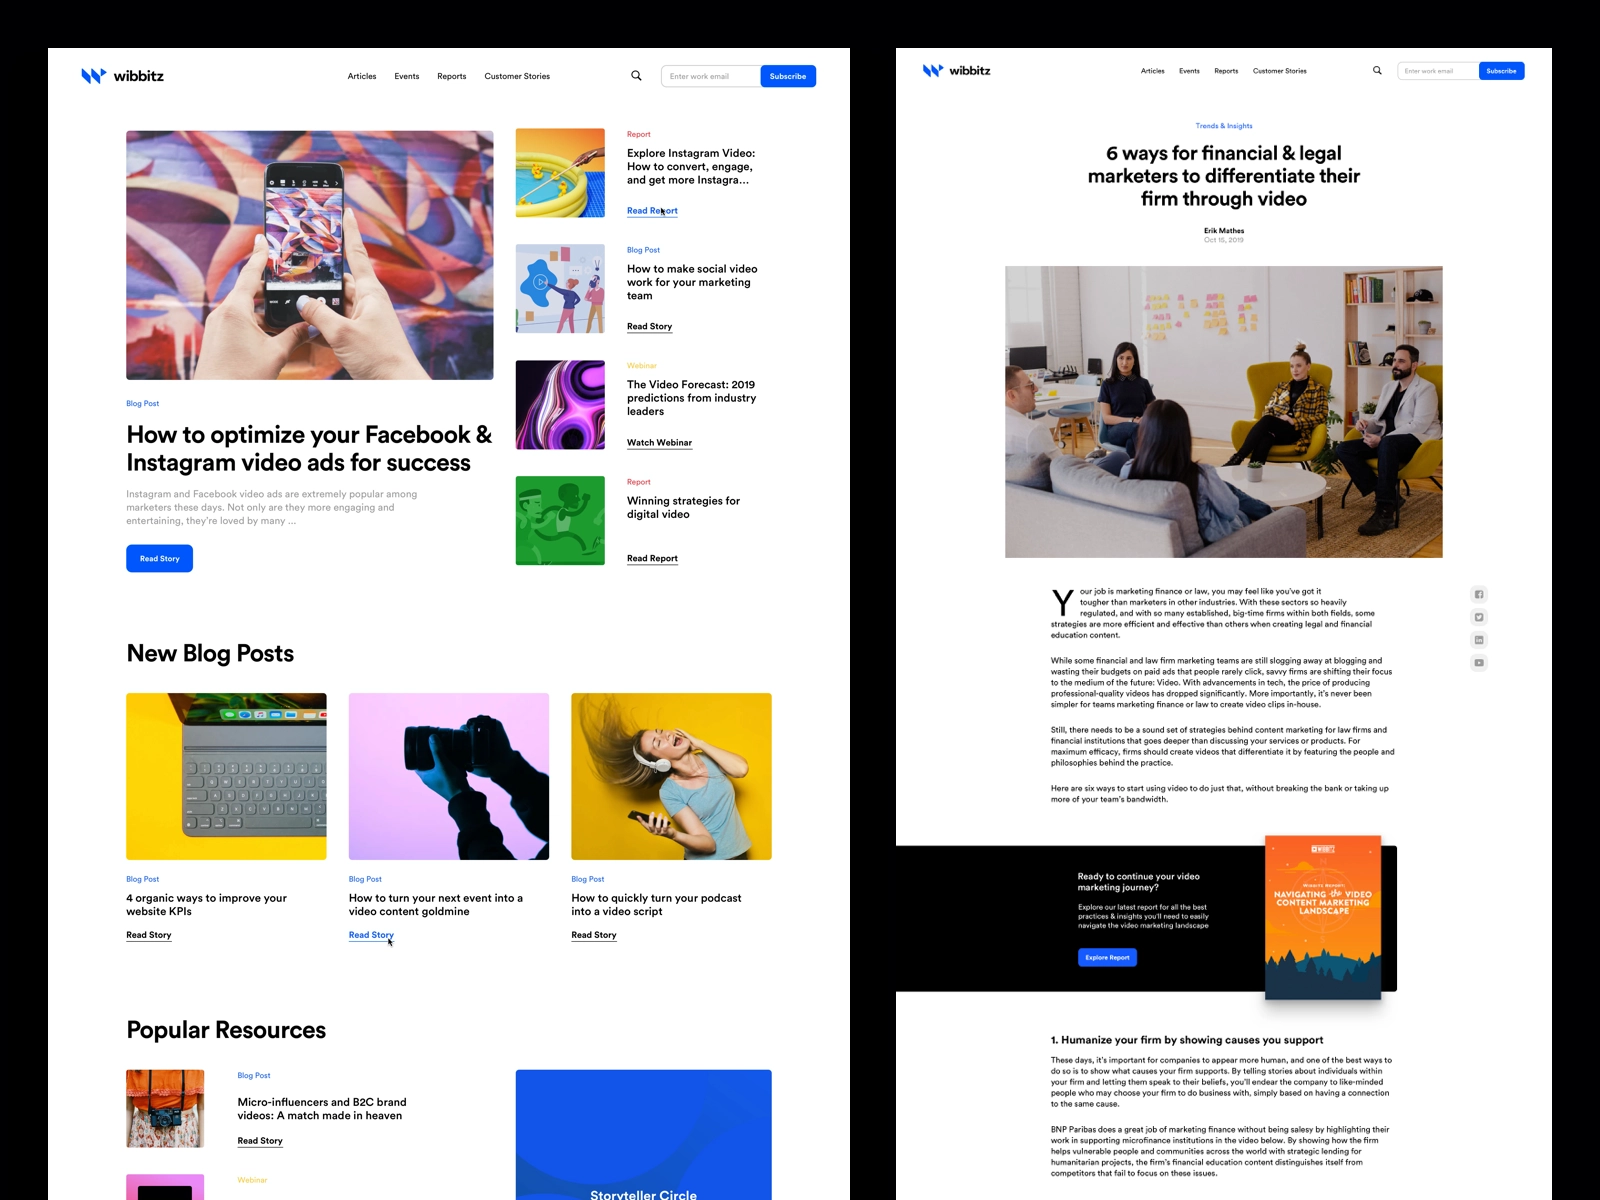 wibbitz
Articles
Events
Reports
Customer Stories
Enter work email
Subscribe
Blog Post
How to optimize your Facebook &
Instagram video ads for success
Instagram and Facebook video ads are extremely popular among
marketers these days. Not only are they more engaging and
entertaining, they're loved by many ...
Read Story
Report
Explore Instagram Video:
How to convert, engage,
and get more Instagra...
Read Report
Blog Post
How to make social video
work for your marketing
team
Read Story
Webinar
The Video Forecast: 2019
predictions from industry
leaders
Watch Webinar
Report
Winning strategies for
digital video
Read Report
New Blog Posts
Blog Post
4 organic ways to improve your
website KPIs
Read Story
Blog Post
How to turn your next event into a
video content goldmine
Read Story
Blog Post
How to quickly turn your podcast
into a video script
Read Story
Popular Resources
Blog Post
Micro-influencers and B2C brand
videos: A match made in heaven
Read Story
Webinar
Storyteller Circle
wibbitz
Articles
Events
Reports
Customer Stories
Enter work email
Subscribe
Trends & Insights
6 ways for financial & legal
marketers to differentiate their
firm through video
Erik Mathes
Oct 15, 2019
Your job is marketing finance or law, you may feel like you've got it
tougher than marketers in other industries. With these sectors so heavily
regulated, and with so many established, big-time firms within both fields, some
strategies are more efficient and effective than others when creating legal and financial
education content.
While some financial and law firm marketing teams are still slogging away at blogging and
wasting their budgets on paid ads that people rarely click, savvy firms are shifting their focus
to the medium of the future: Video. With advancements in tech, the price of producing
professional-quality videos has dropped significantly. More importantly, it's never been
simpler for teams marketing finance or law to create video clips in-house.
Still, there needs to be a sound set of strategies behind content marketing for law firms and
financial institutions that goes deeper than discussing your services or products. For
maximum efficacy, firms should create videos that differentiate it by featuring the people and
philosophies behind the practice.
Here are six ways to start using video to do just that, without breaking the bank or taking up
more of your team's bandwidth.
Ready to continue your video
marketing journey?
Explore our latest report for all the best
practices & insights you'll need to easily
navigate the video marketing landscape
Explore Report
WIBBITZ
WIBBITZ REPORT:
NAVIGATING the VIDEO
CONTENT MARKETING
LANDSCAPE
1. Humanize your firm by showing causes you support
These days, it's important for companies to appear more human, and one of the best ways to
do so is to show what causes your firm supports. By telling stories about individuals within
your firm and letting them speak to their beliefs, you'll endear the company to like-minded
people who may choose your firm to do business with, simply based on having a connection
to the same cause.
BNP Paribas does a great job of marketing finance without being salesy by highlighting their
work in supporting microfinance institutions in the video below. By showing how the firm
helps vulnerable people and communities across the world with strategic lending for
humanitarian projects, the firm's financial education content distinguishes itself from
competitors that fail to focus on these issues.